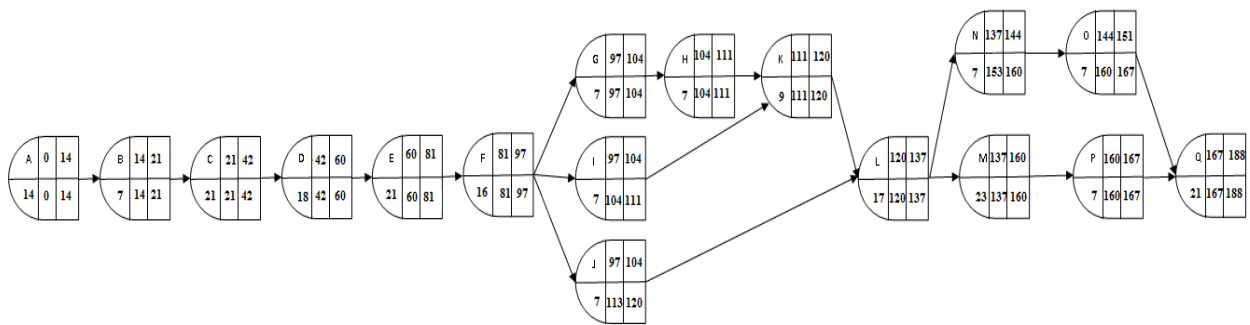 N 137 144
7 153 160
O 144 151
7 160 167
G 97 104
7 97 104
H 104 111
7 104 111
K 111 120
9 111 120
A 0 14
14 0 14
B 14 21
7 14 21
C 21 42
21 21 42
D 42 60
18 42 60
E 60 81
21 60 81
F 81 97
16 81 97
I 97 104
7 104 111
L 120 137
17 120 137
M 137 160
23 137 160
P 160 167
7 160 167
Q 167 188
21 167 188
J 97 104
7 113 120